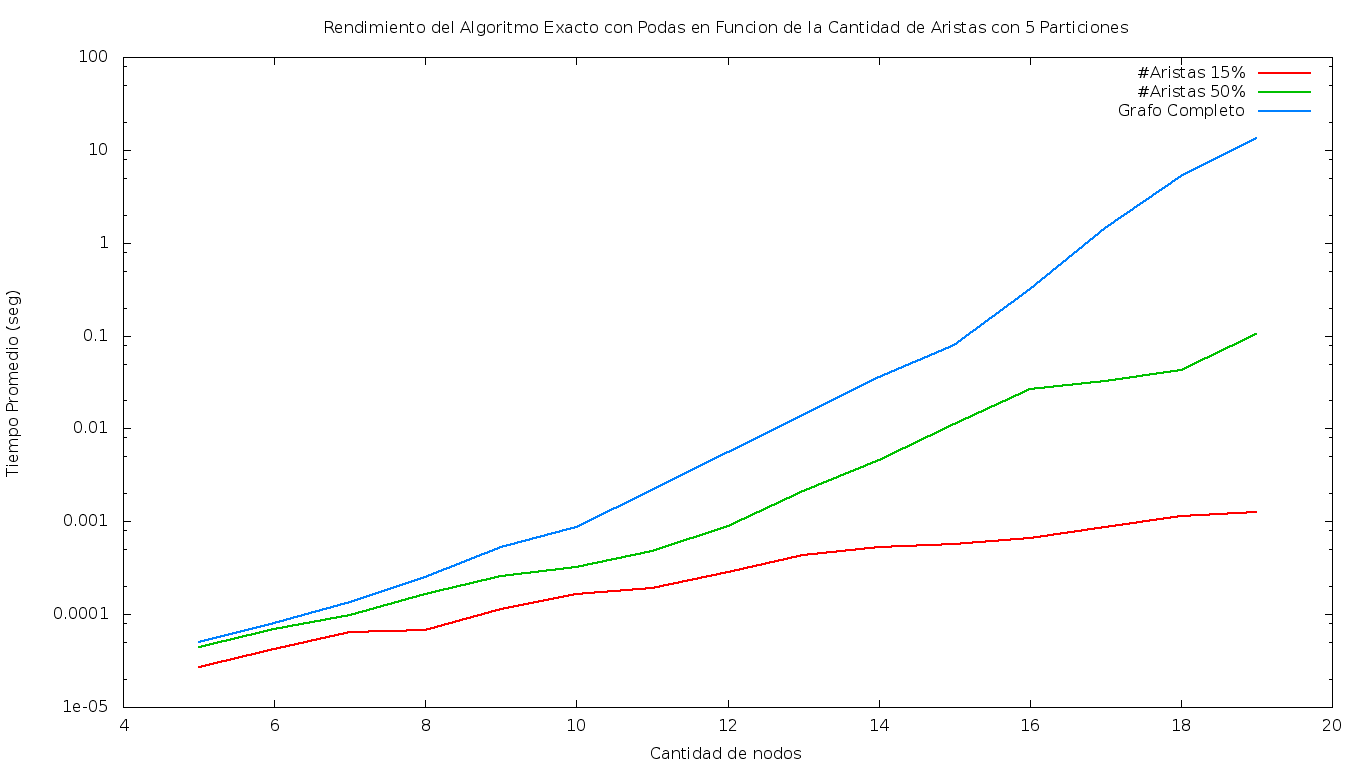 Rendimiento del Algoritmo Exacto con Podas en Funcion de la Cantidad de Aristas con 5 Particiones
#Aristas 15%
#Aristas 50%
Grafo Completo
100
10
1
0.1
0.01
0.001
0.0001
1e-05
Tiempo Promedio (seg)
4 6 8 10 12 14 16 18 20
Cantidad de nodos